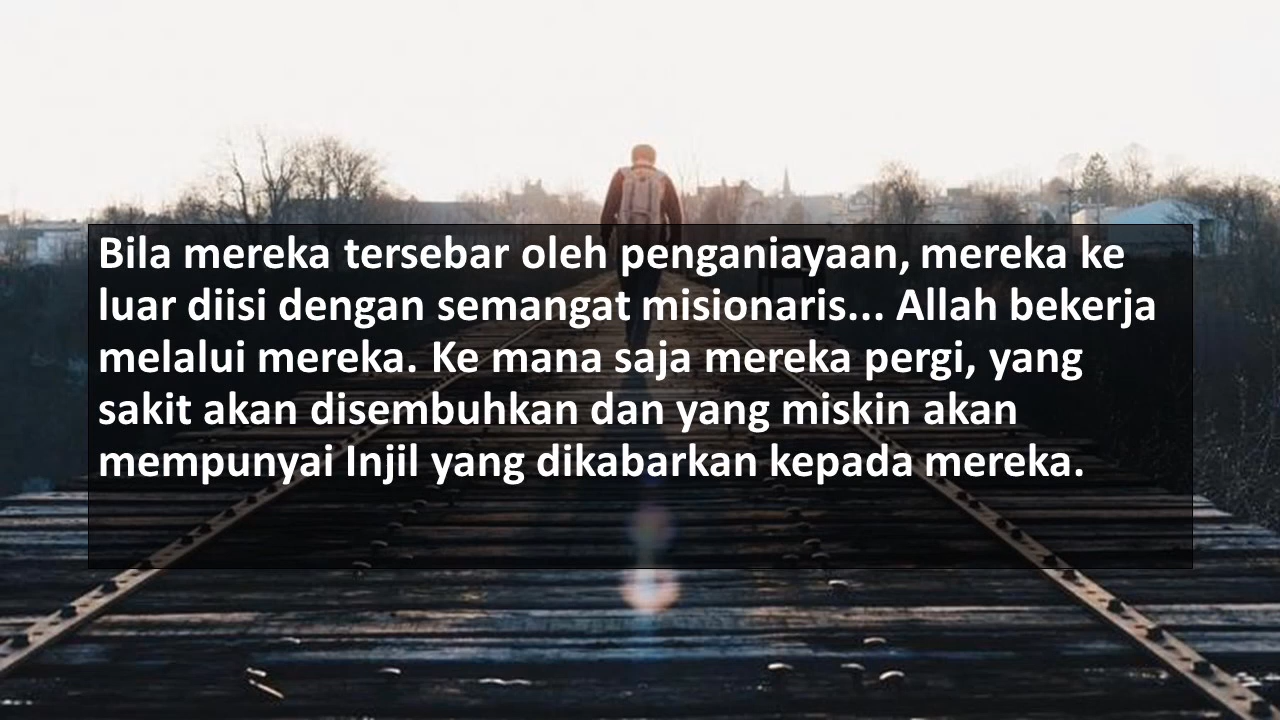 Bila mereka tersebar oleh penganiayaan, mereka ke
luar diisi dengan semangat misionaris... Allah bekerja
melalui mereka. Ke mana saja mereka pergi, yang
sakit akan disembuhkan dan yang miskin akan
mempunyai Injil yang dikabarkan kepada mereka.